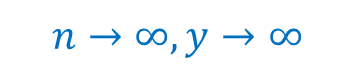 n → ∞, y → ∞